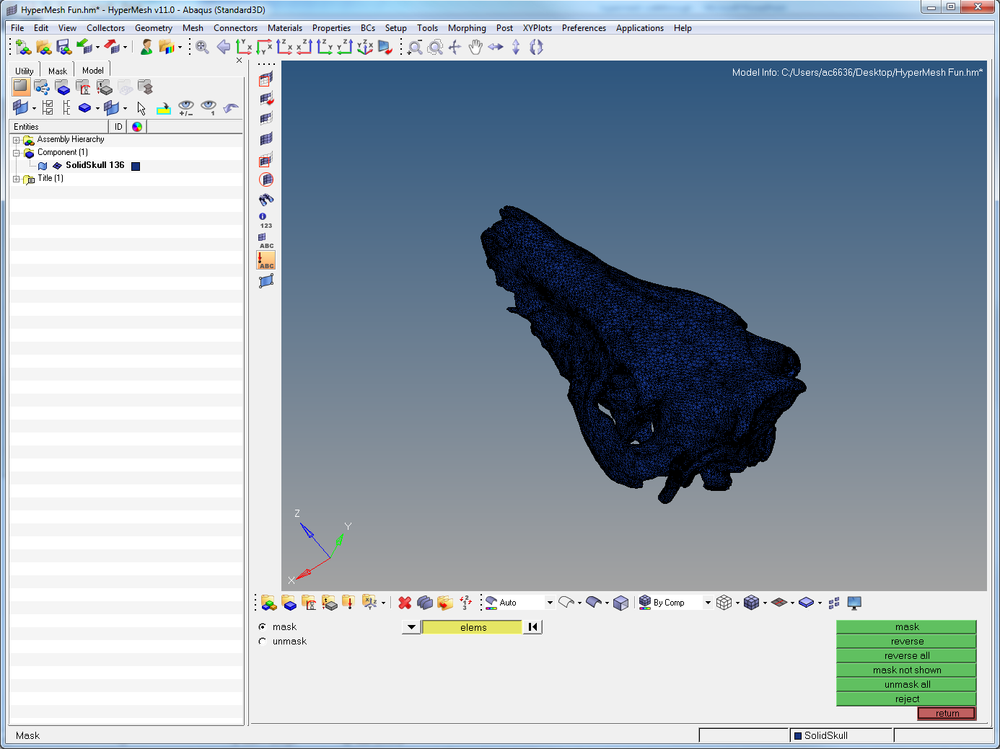 HyperMesh Fun.hm* - HyperMesh v11.0 - Abaqus (Standard3D)
File Edit View Collectors Geometry Mesh Connectors Materials Properties BCs Setup Tools Morphing Post XYPlots Preferences Applications Help
Utility Mask Model
Model Info: C:/Users/ac6636/Desktop/HyperMesh Fun.hm*
Entities ID
Assembly Hierarchy
Component (1)
SolidSkull 136
Title (1)
123
ABC
ABC
Z
Y
X
Auto
By Comp
mask
elems
mask
unmask
reverse
reverse all
mask not shown
unmask all
reject
return
Mask
SolidSkull